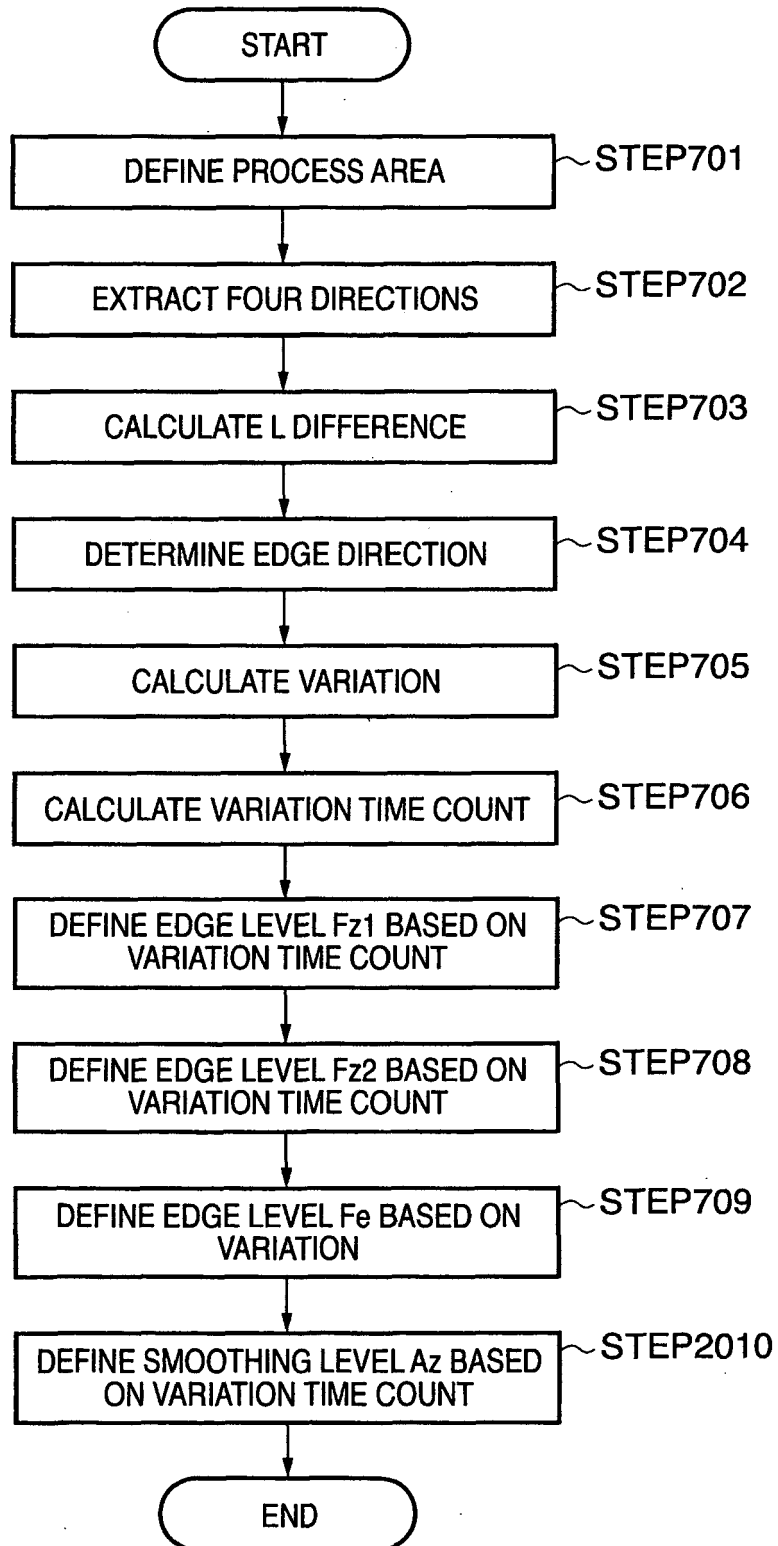 START
DEFINE PROCESS AREA
STEP701
EXTRACT FOUR DIRECTIONS
STEP702
CALCULATE L DIFFERENCE
STEP703
DETERMINE EDGE DIRECTION
STEP704
CALCULATE VARIATION
STEP705
CALCULATE VARIATION TIME COUNT
STEP706
DEFINE EDGE LEVEL Fz1 BASED ON
VARIATION TIME COUNT
STEP707
DEFINE EDGE LEVEL Fz2 BASED ON
VARIATION TIME COUNT
STEP708
DEFINE EDGE LEVEL Fe BASED ON
VARIATION
STEP709
DEFINE SMOOTHING LEVEL Az BASED
ON VARIATION TIME COUNT
STEP2010
END